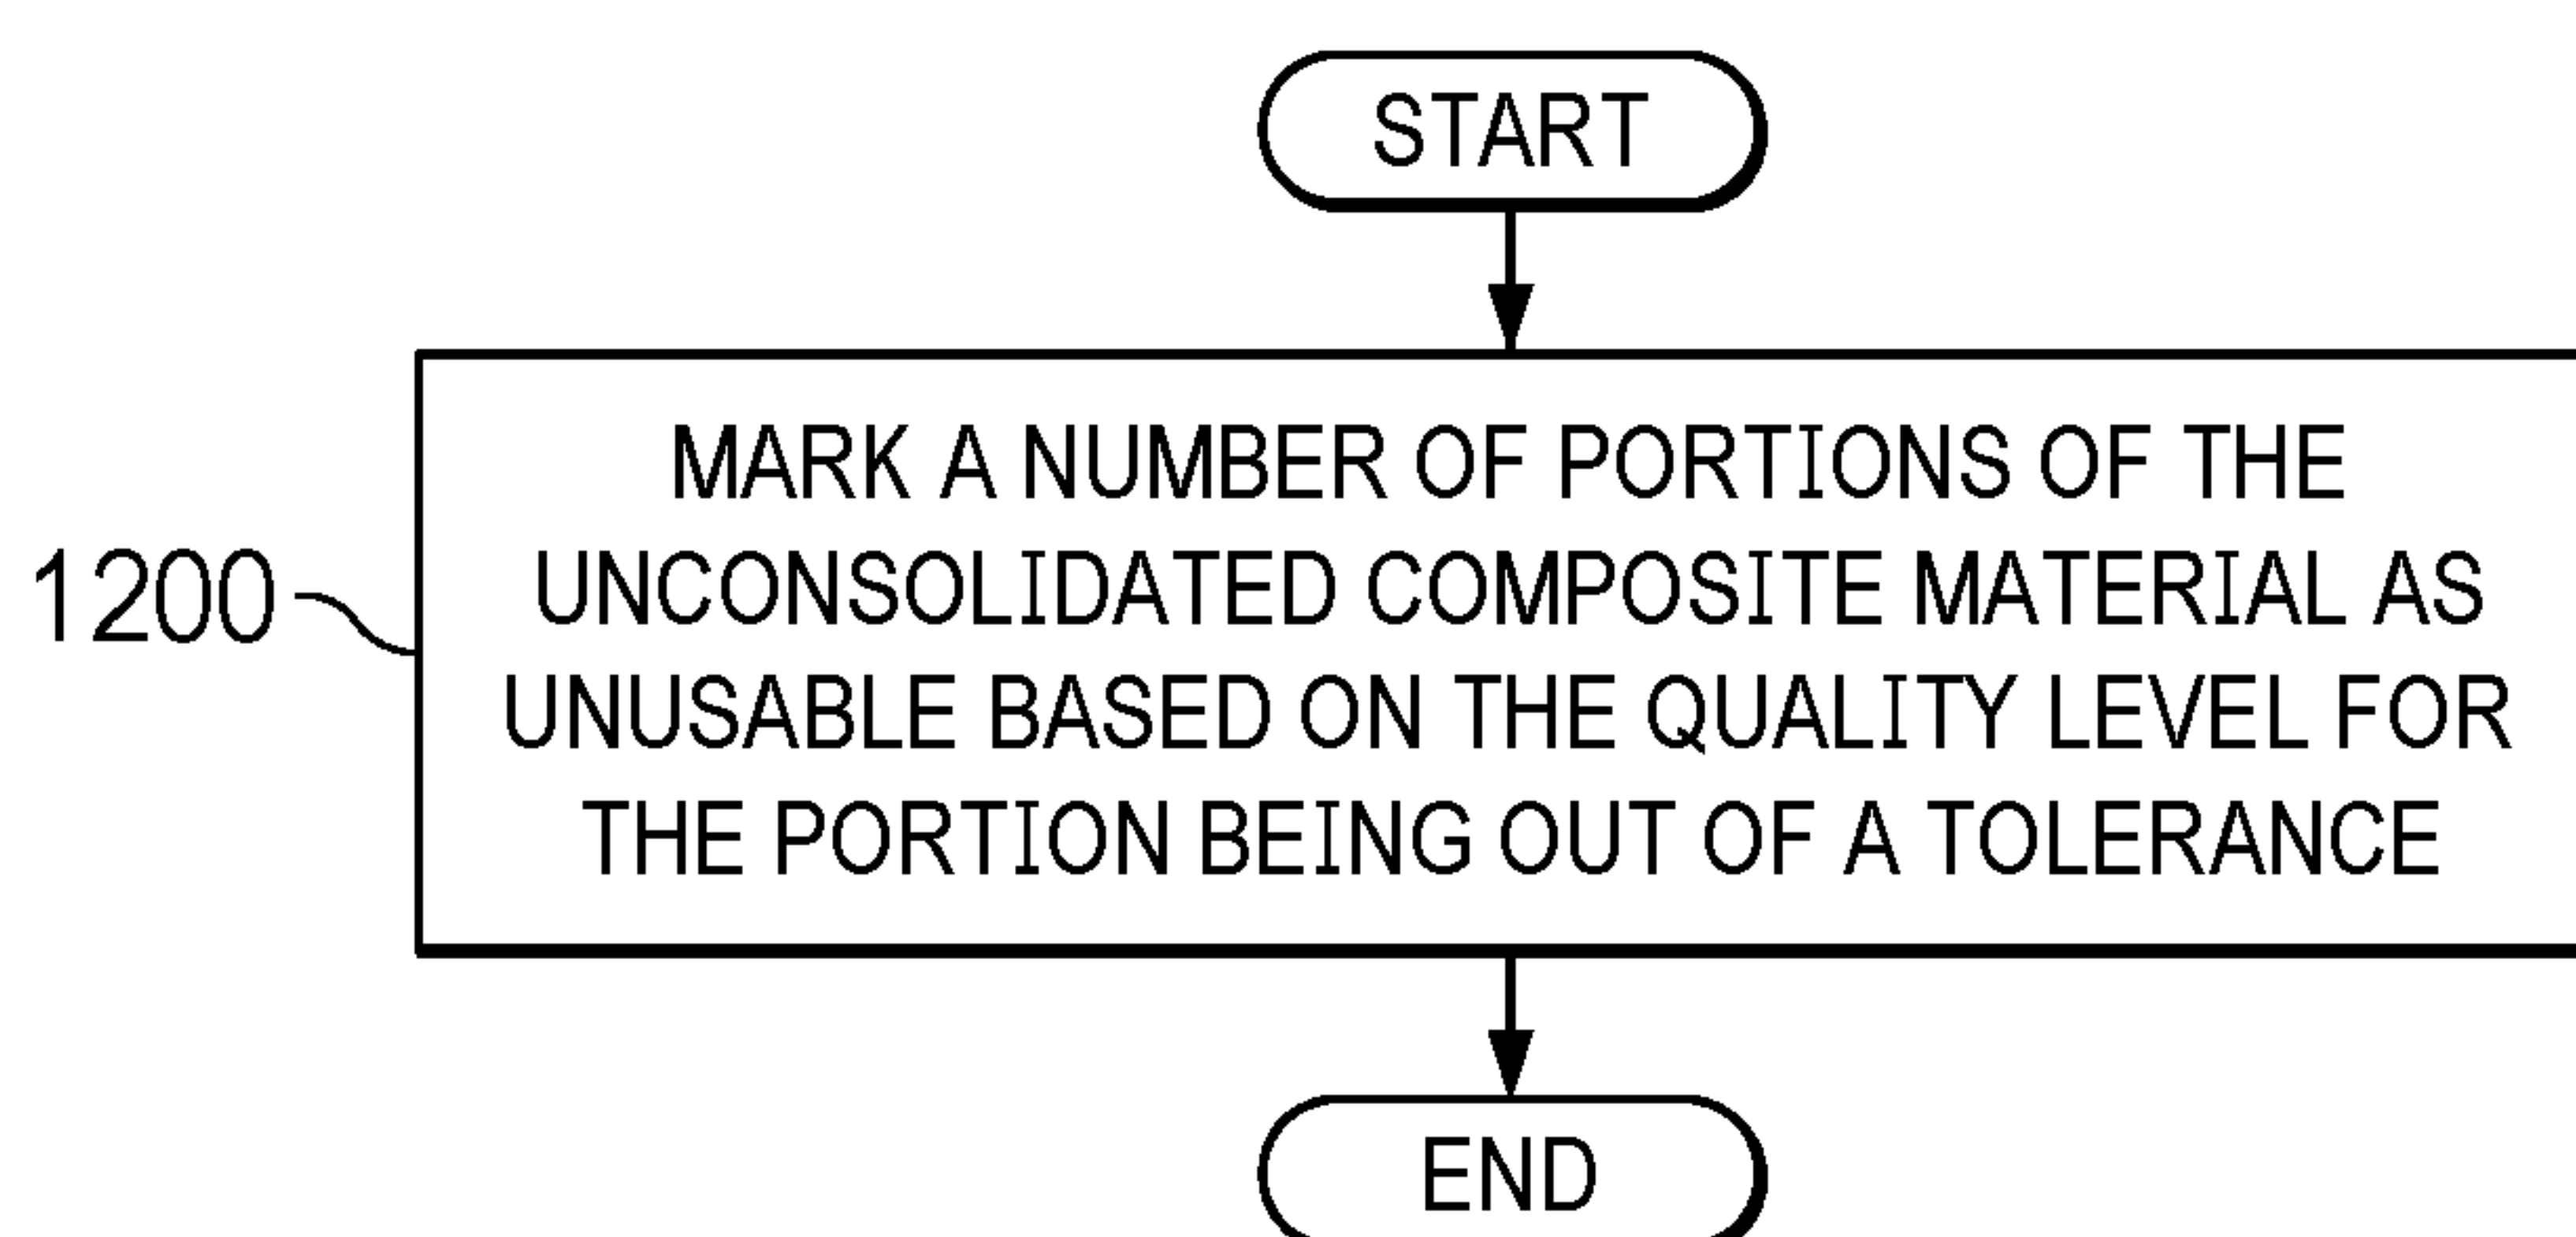 START
MARK A NUMBER OF PORTIONS OF THE
UNCONSOLIDATED COMPOSITE MATERIAL AS
1200
UNUSABLE BASED ON THE QUALITY LEVEL FOR
THE PORTION BEING OUT OF A TOLERANCE
END